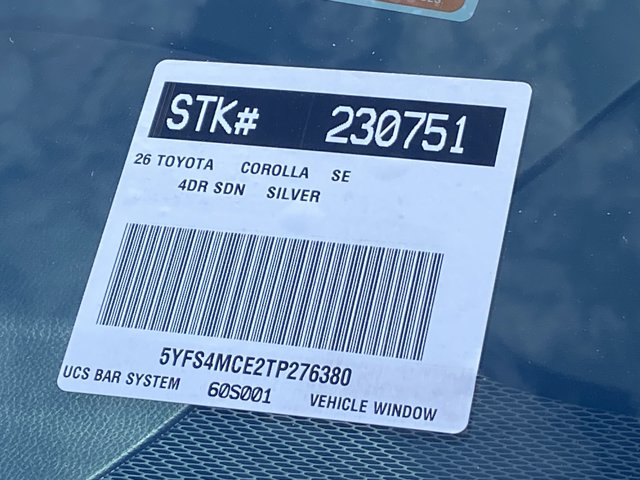 STK# 230751
26 TOYOTA COROLLA SE
4DR SDN SILVER
5YFS4MCE2TP276380
UCS BAR SYSTEM 60S001 VEHICLE WINDOW